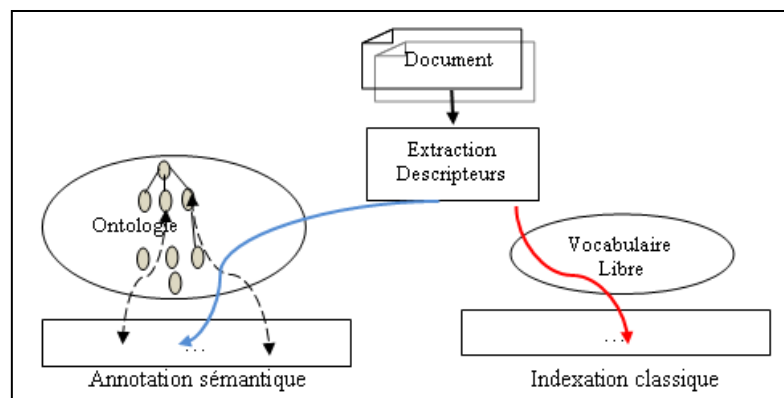 Document
Extraction
Descripteurs
Ontologie
Vocabulaire
Libre
...
...
Annotation sémantique
Indexation classique